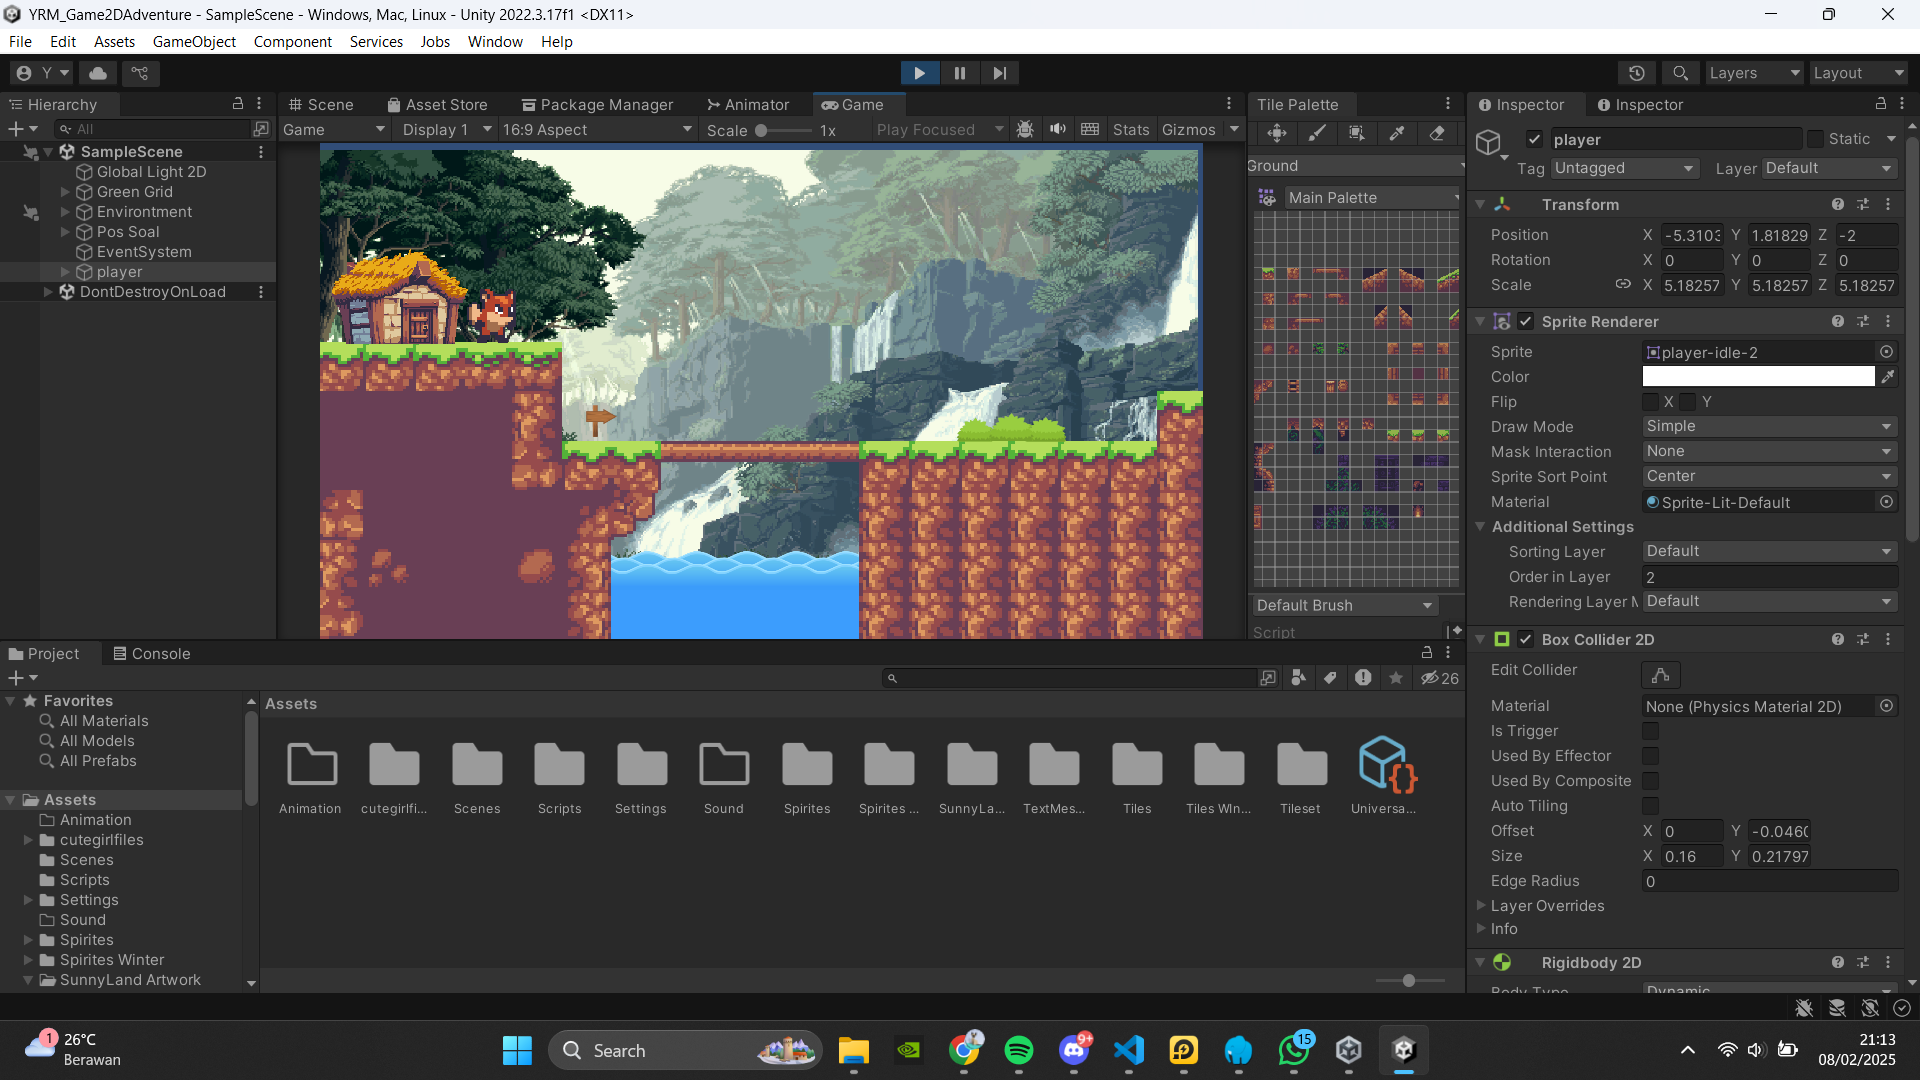 YRM_Game2DAdventure - SampleScene - Windows, Mac, Linux - Unity 2022.3.17f1 <DX11>
File Edit Assets GameObject Component Services Jobs Window Help
Y
Layers
Layout
Hierarchy
All
SampleScene
Global Light 2D
Green Grid
Environtment
Pos Soal
EventSystem
player
DontDestroyOnLoad
Scene
Asset Store
Package Manager
Animator
Game
Game
Display 1
16:9 Aspect
Scale
1x
Play Focused
Stats
Gizmos
Tile Palette
Ground
Main Palette
Default Brush
Script
Inspector
Inspector
player
Static
Tag Untagged
Layer Default
Transform
Position X -5.3103 Y 1.81829 Z -2
Rotation X 0 Y 0 Z 0
Scale X 5.18257 Y 5.18257 Z 5.18257
Sprite Renderer
Sprite player-idle-2
Color
Flip X Y
Draw Mode Simple
Mask Interaction None
Sprite Sort Point Center
Material Sprite-Lit-Default
Additional Settings
Sorting Layer Default
Order in Layer 2
Rendering Layer M Default
Box Collider 2D
Edit Collider
Material None (Physics Material 2D)
Is Trigger
Used By Effector
Used By Composite
Auto Tiling
Offset X 0 Y -0.0460
Size X 0.16 Y 0.21797
Edge Radius 0
Layer Overrides
Info
Rigidbody 2D
Body Type Dynamic
Project
Console
26
Favorites
All Materials
All Models
All Prefabs
Assets
Animation
cutegirlfiles
Scenes
Scripts
Settings
Sound
Spirites
Spirites Winter
SunnyLand Artwork
Assets
Animation
cutegirlfi...
Scenes
Scripts
Settings
Sound
Spirites
Spirites ...
SunnyLa...
TextMes...
Tiles
Tiles WIn...
Tileset
Universa...
1
26°C
Berawan
Search
9+
15
21:13
08/02/2025